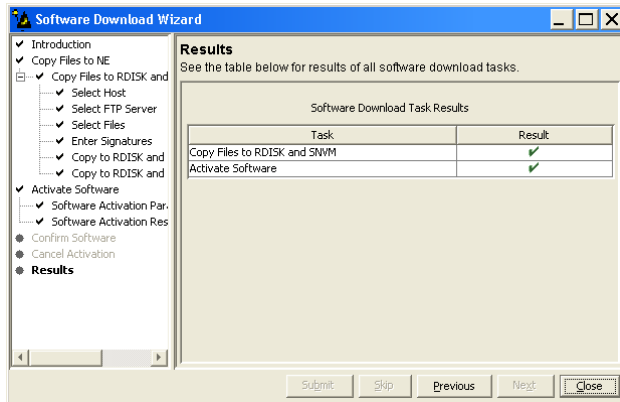 Software Download Wizard
Introduction
Copy Files to NE
Copy Files to RDISK and
Select Host
Select FTP Server
Select Files
Enter Signatures
Copy to RDISK and
Copy to RDISK and
Activate Software
Software Activation Par
Software Activation Res
Confirm Software
Cancel Activation
Results
Results
See the table below for results of all software download tasks.
Software Download Task Results
Task Result
Copy Files to RDISK and SNVM
Activate Software
Submit Skip Previous Next Close